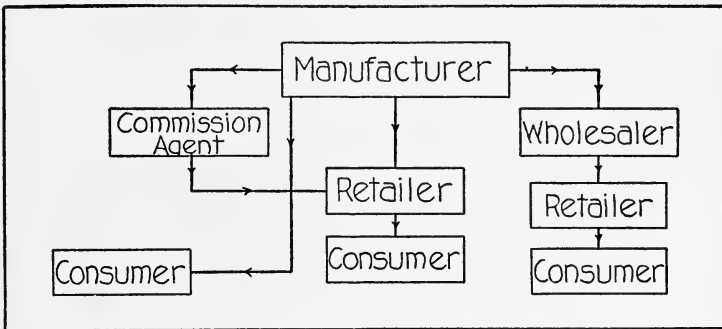 Manufacturer
Commission
Agent
Wholesaler
Retailer
Retailer
Consumer
Consumer
Consumer